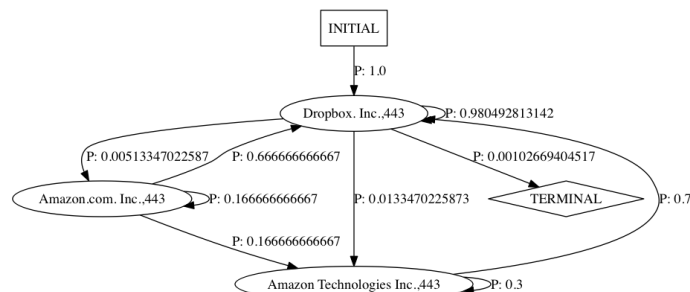 INITIAL
P: 1.0
Dropbox. Inc.,443
P: 0.980492813142
P: 0.00513347022587
P: 0.666666666667
P: 0.00102669404517
Amazon.com. Inc.,443
P: 0.166666666667
P: 0.0133470225873
TERMINAL
P: 0.7
P: 0.166666666667
Amazon Technologies Inc.,443
P: 0.3